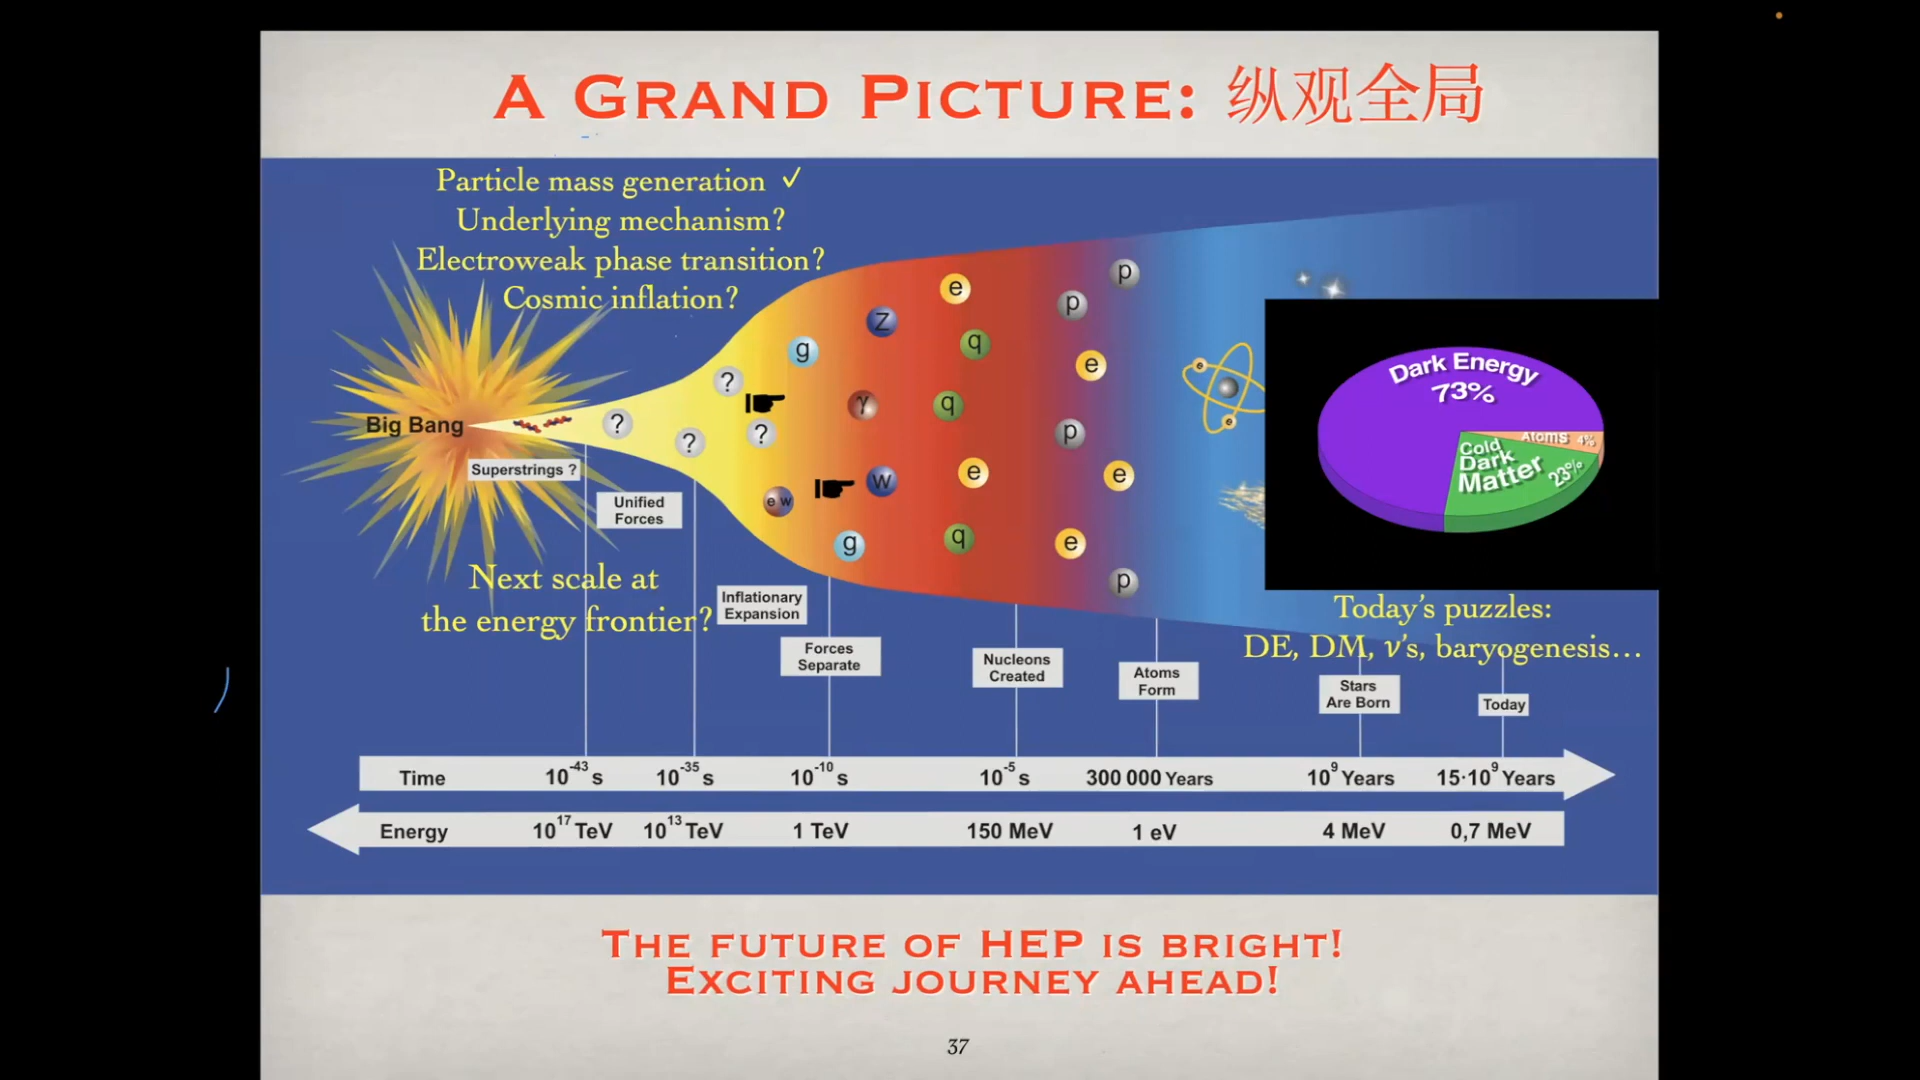 A GRAND PICTURE: 纵观全局
Particle mass generation ✓
Underlying mechanism?
Electroweak phase transition?
Cosmic inflation?
Big Bang
Superstrings ?
Unified
Forces
Next scale at
the energy frontier?
Inflationary
Expansion
Forces
Separate
Nucleons
Created
Atoms
Form
Stars
Are Born
Today
?
?
?
?
e w
g
g
Z
γ
W
e
q
q
e
q
p
p
e
p
e
e
p
e
e
Dark Energy
73%
Atoms 4%
Cold
Dark
Matter 23%
Today's puzzles:
DE, DM, ν's, baryogenesis...
Time 10⁻⁴³ s 10⁻³⁵ s 10⁻¹⁰ s 10⁻⁵ s 300 000 Years 10⁹ Years 15·10⁹ Years
Energy 10¹⁷ TeV 10¹³ TeV 1 TeV 150 MeV 1 eV 4 MeV 0,7 MeV
THE FUTURE OF HEP IS BRIGHT!
EXCITING JOURNEY AHEAD!
37